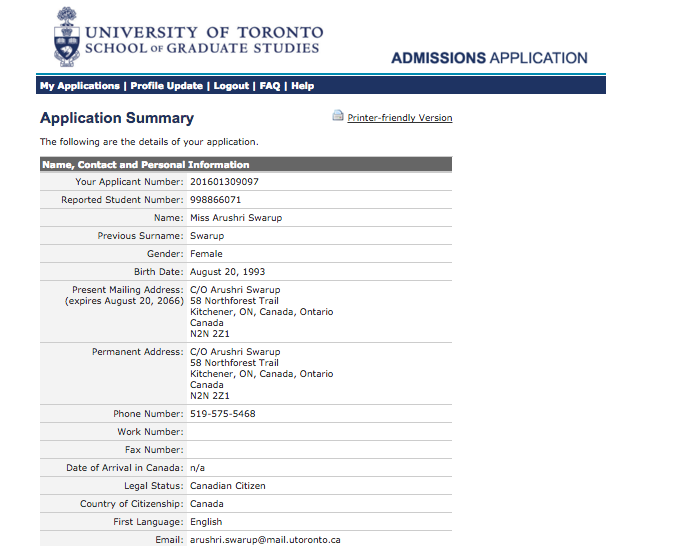 UNIVERSITY OF TORONTO
SCHOOL OF GRADUATE STUDIES
ADMISSIONS APPLICATION
My Applications | Profile Update | Logout | FAQ | Help
Application Summary
Printer-friendly Version
The following are the details of your application.
Name, Contact and Personal Information
Your Applicant Number: 201601309097
Reported Student Number: 998866071
Name: Miss Arushri Swarup
Previous Surname: Swarup
Gender: Female
Birth Date: August 20, 1993
Present Mailing Address: C/O Arushri Swarup
(expires August 20, 2066) 58 Northforest Trail
Kitchener, ON, Canada, Ontario
Canada
N2N 2Z1
Permanent Address: C/O Arushri Swarup
58 Northforest Trail
Kitchener, ON, Canada, Ontario
Canada
N2N 2Z1
Phone Number: 519-575-5468
Work Number:
Fax Number:
Date of Arrival in Canada: n/a
Legal Status: Canadian Citizen
Country of Citizenship: Canada
First Language: English
Email: arushri.swarup@mail.utoronto.ca